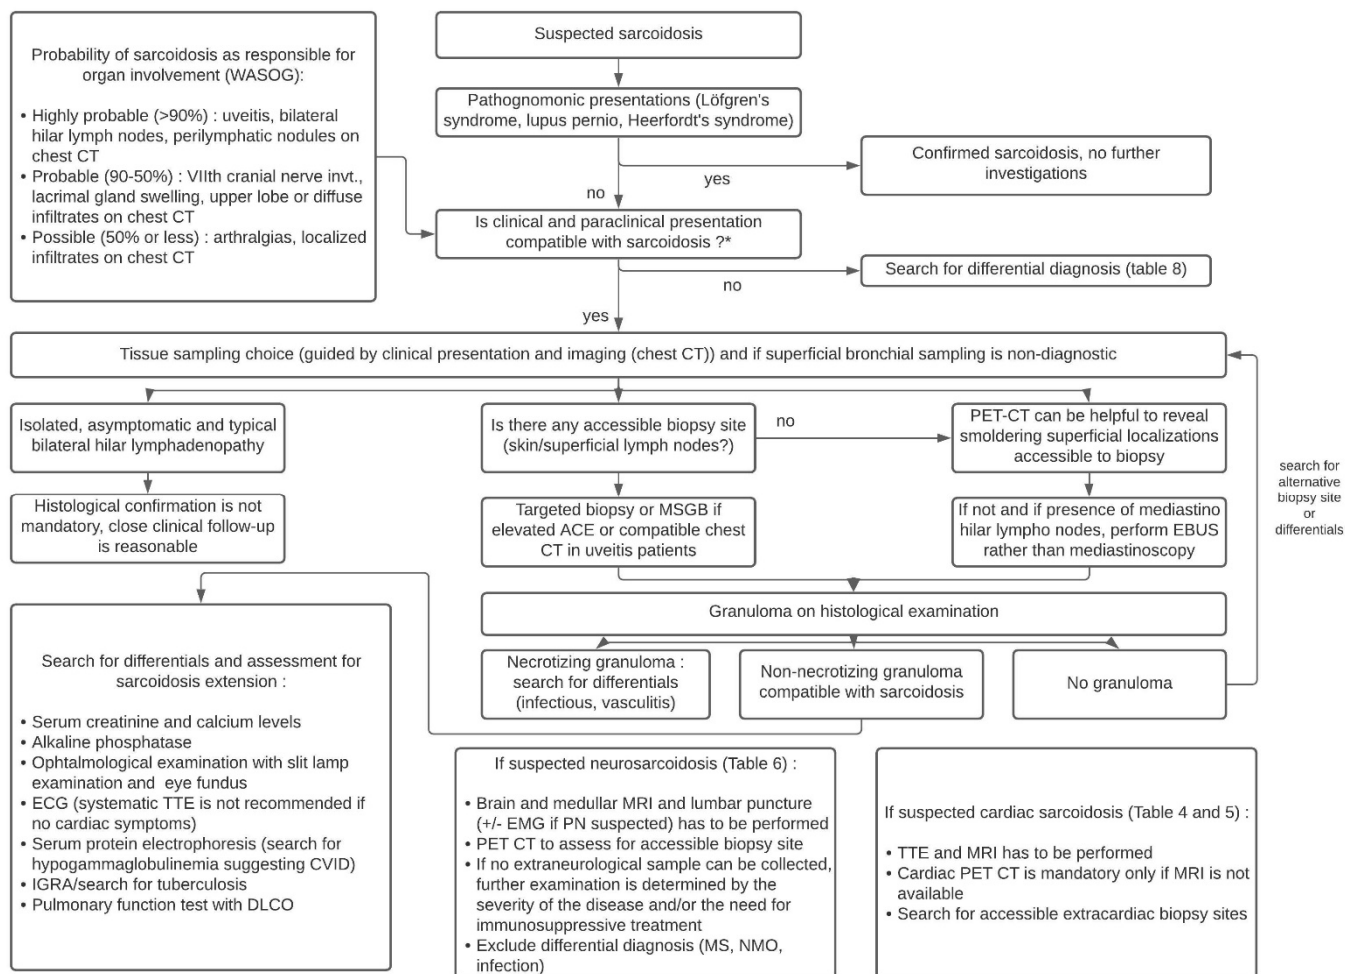 Probability of sarcoidosis as responsible for
organ involvement (WASOG):
• Highly probable (>90%) : uveitis, bilateral
hilar lymph nodes, perilymphatic nodules on
chest CT
• Probable (90-50%) : VIIth cranial nerve invt.,
lacrimal gland swelling, upper lobe or diffuse
infiltrates on chest CT
• Possible (50% or less) : arthralgias, localized
infiltrates on chest CT
Suspected sarcoidosis
Pathognomonic presentations (Löfgren's
syndrome, lupus pernio, Heerfordt's syndrome)
yes
Confirmed sarcoidosis, no further
investigations
no
Is clinical and paraclinical presentation
compatible with sarcoidosis ?*
no
Search for differential diagnosis (table 8)
yes
Tissue sampling choice (guided by clinical presentation and imaging (chest CT)) and if superficial bronchial sampling is non-diagnostic
Isolated, asymptomatic and typical
bilateral hilar lymphadenopathy
Histological confirmation is not
mandatory, close clinical follow-up
is reasonable
Is there any accessible biopsy site
(skin/superficial lymph nodes?)
no
PET-CT can be helpful to reveal
smoldering superficial localizations
accessible to biopsy
Targeted biopsy or MSGB if
elevated ACE or compatible chest
CT in uveitis patients
If not and if presence of mediastino
hilar lympho nodes, perform EBUS
rather than mediastinoscopy
search for
alternative
biopsy site
or
differentials
Granuloma on histological examination
Necrotizing granuloma :
search for differentials
(infectious, vasculitis)
Non-necrotizing granuloma
compatible with sarcoidosis
No granuloma
Search for differentials and assessment for
sarcoidosis extension :
• Serum creatinine and calcium levels
• Alkaline phosphatase
• Ophtalmological examination with slit lamp
examination and eye fundus
• ECG (systematic TTE is not recommended if
no cardiac symptoms)
• Serum protein electrophoresis (search for
hypogammaglobulinemia suggesting CVID)
• IGRA/search for tuberculosis
• Pulmonary function test with DLCO
If suspected neurosarcoidosis (Table 6) :
• Brain and medullar MRI and lumbar puncture
(+/- EMG if PN suspected) has to be performed
• PET CT to assess for accessible biopsy site
• If no extraneurological sample can be collected,
further examination is determined by the
severity of the disease and/or the need for
immunosuppressive treatment
• Exclude differential diagnosis (MS, NMO,
infection)
If suspected cardiac sarcoidosis (Table 4 and 5) :
• TTE and MRI has to be performed
• Cardiac PET CT is mandatory only if MRI is not
available
• Search for accessible extracardiac biopsy sites